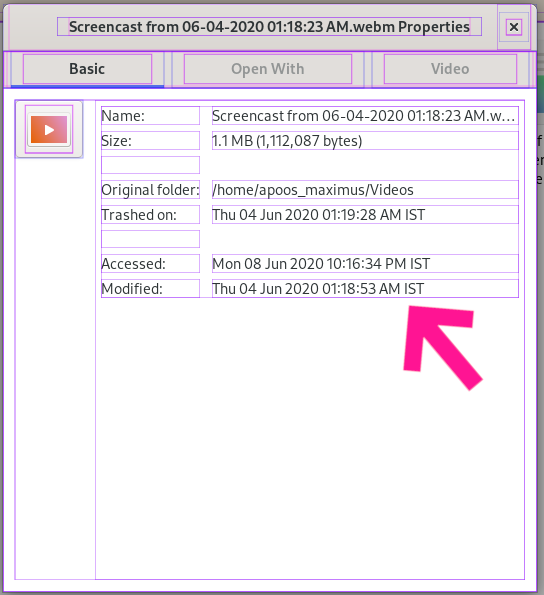 Screencast from 06-04-2020 01:18:23 AM.webm Properties
Basic Open With Video
Name: Screencast from 06-04-2020 01:18:23 AM.w...
Size: 1.1 MB (1,112,087 bytes)
Original folder: /home/apoos_maximus/Videos
Trashed on: Thu 04 Jun 2020 01:19:28 AM IST
Accessed: Mon 08 Jun 2020 10:16:34 PM IST
Modified: Thu 04 Jun 2020 01:18:53 AM IST